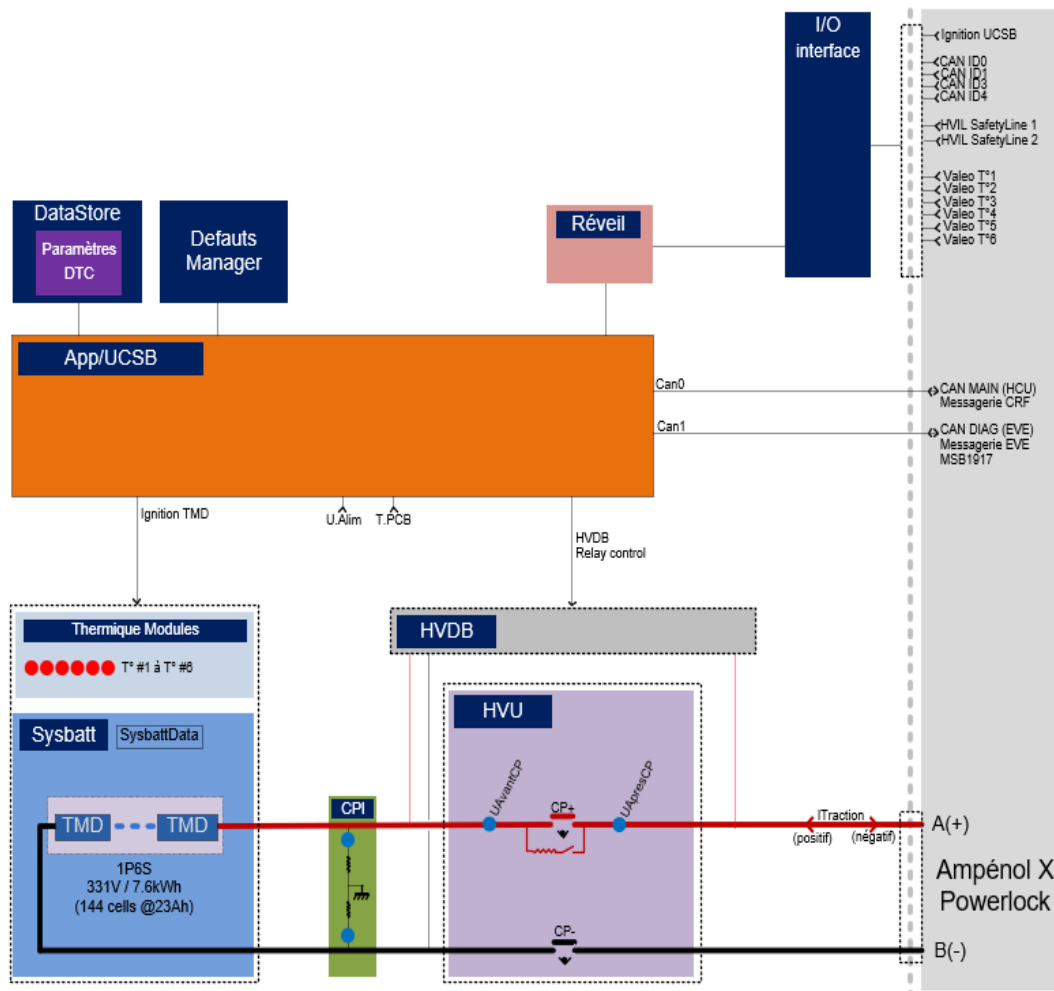 I/O
interface
Ignition UCSB
CAN ID0
CAN ID1
CAN ID3
CAN ID4
HVIL SafetyLine 1
HVIL SafetyLine 2
Valeo T°1
Valeo T°2
Valeo T°3
Valeo T°4
Valeo T°5
Valeo T°6
DataStore
Paramètres
DTC
Defauts
Manager
Réveil
App/UCSB
Can0
CAN MAIN (HCU)
Messagerie CRF
Can1
CAN DIAG (EVE)
Messagerie EVE
MSB1917
Ignition TMD
U.Alim
T.PCB
HVDB
Relay control
Thermique Modules
T° #1 à T° #6
HVDB
Sysbatt
SysbattData
HVU
UAvantCP
UApresCP
CPI
CP+
TMD
TMD
ITraction
(positif)
(négatif)
A(+)
1P6S
331V / 7.6kWh
(144 cells @23Ah)
Ampénol X
Powerlock
CP-
B(-)